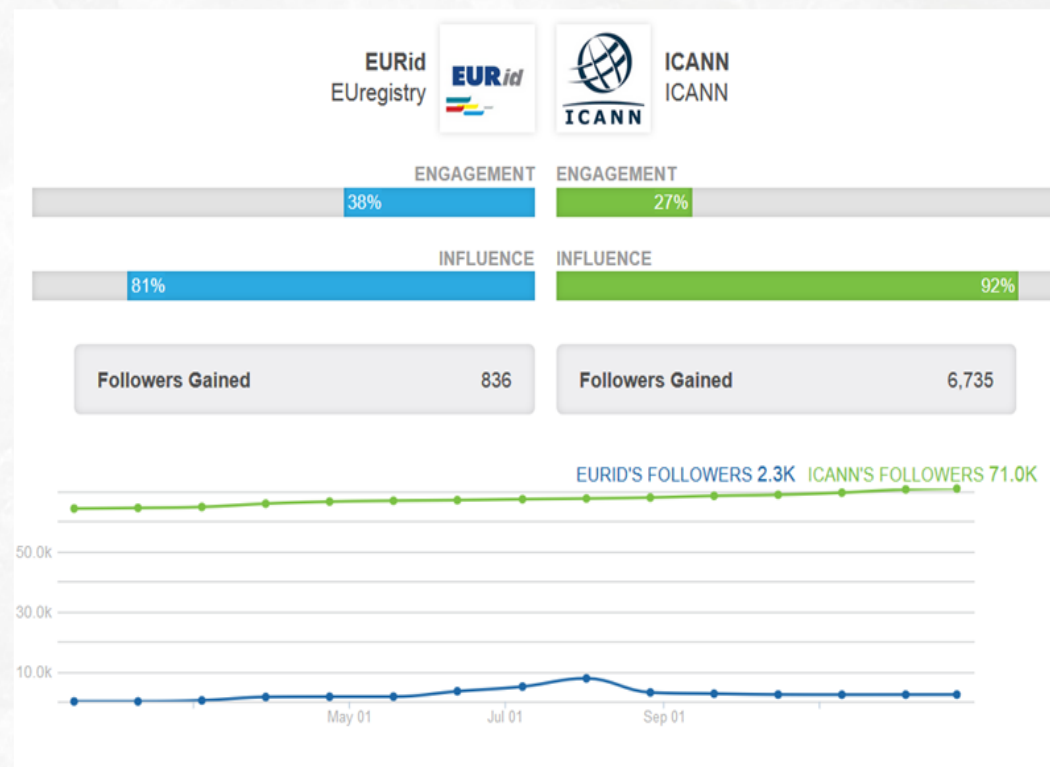 EURid
EUregistry
EURid
ICANN
ICANN
ICANN
ENGAGEMENT
38%
ENGAGEMENT
27%
INFLUENCE
81%
INFLUENCE
92%
Followers Gained 836
Followers Gained 6,735
EURID'S FOLLOWERS 2.3K ICANN'S FOLLOWERS 71.0K
50.0k
30.0k
10.0k
May 01 Jul 01 Sep 01